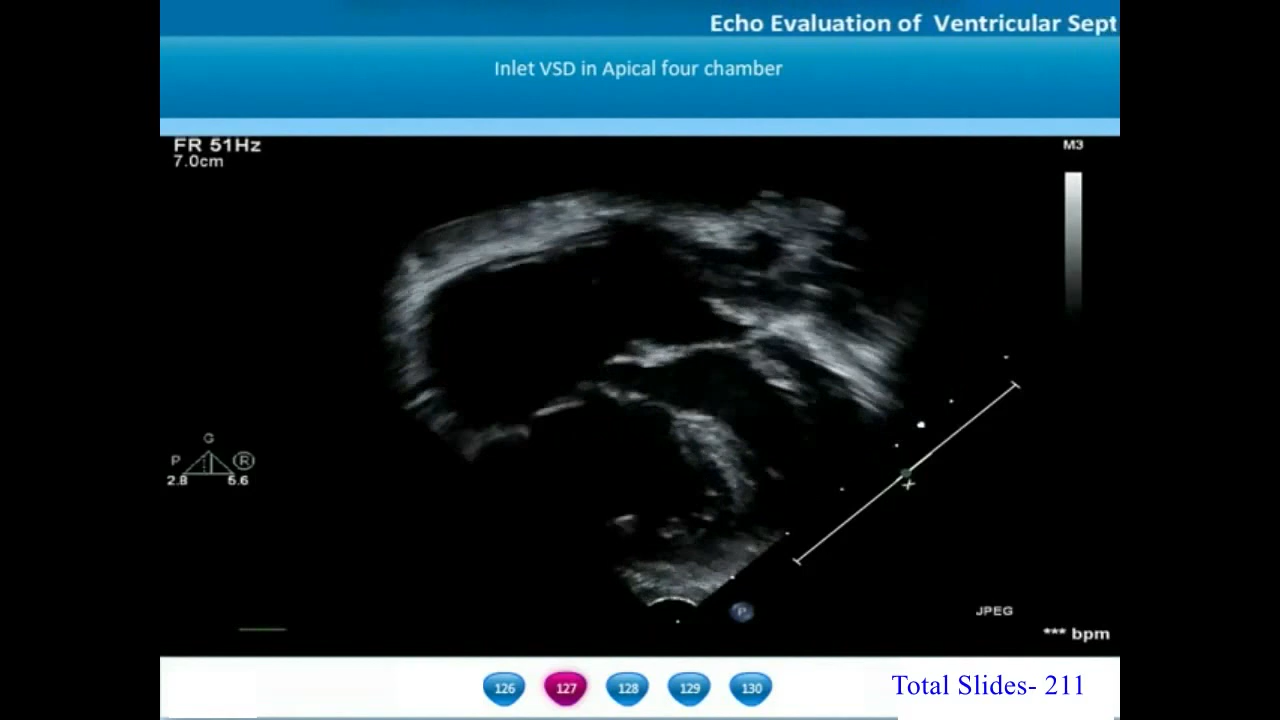 Echo Evaluation of Ventricular Sept
Inlet VSD in Apical four chamber
FR 51Hz
7.0cm
M3
G
P
R
2.8
5.6
P
JPEG
*** bpm
126
127
128
129
130
Total Slides- 211